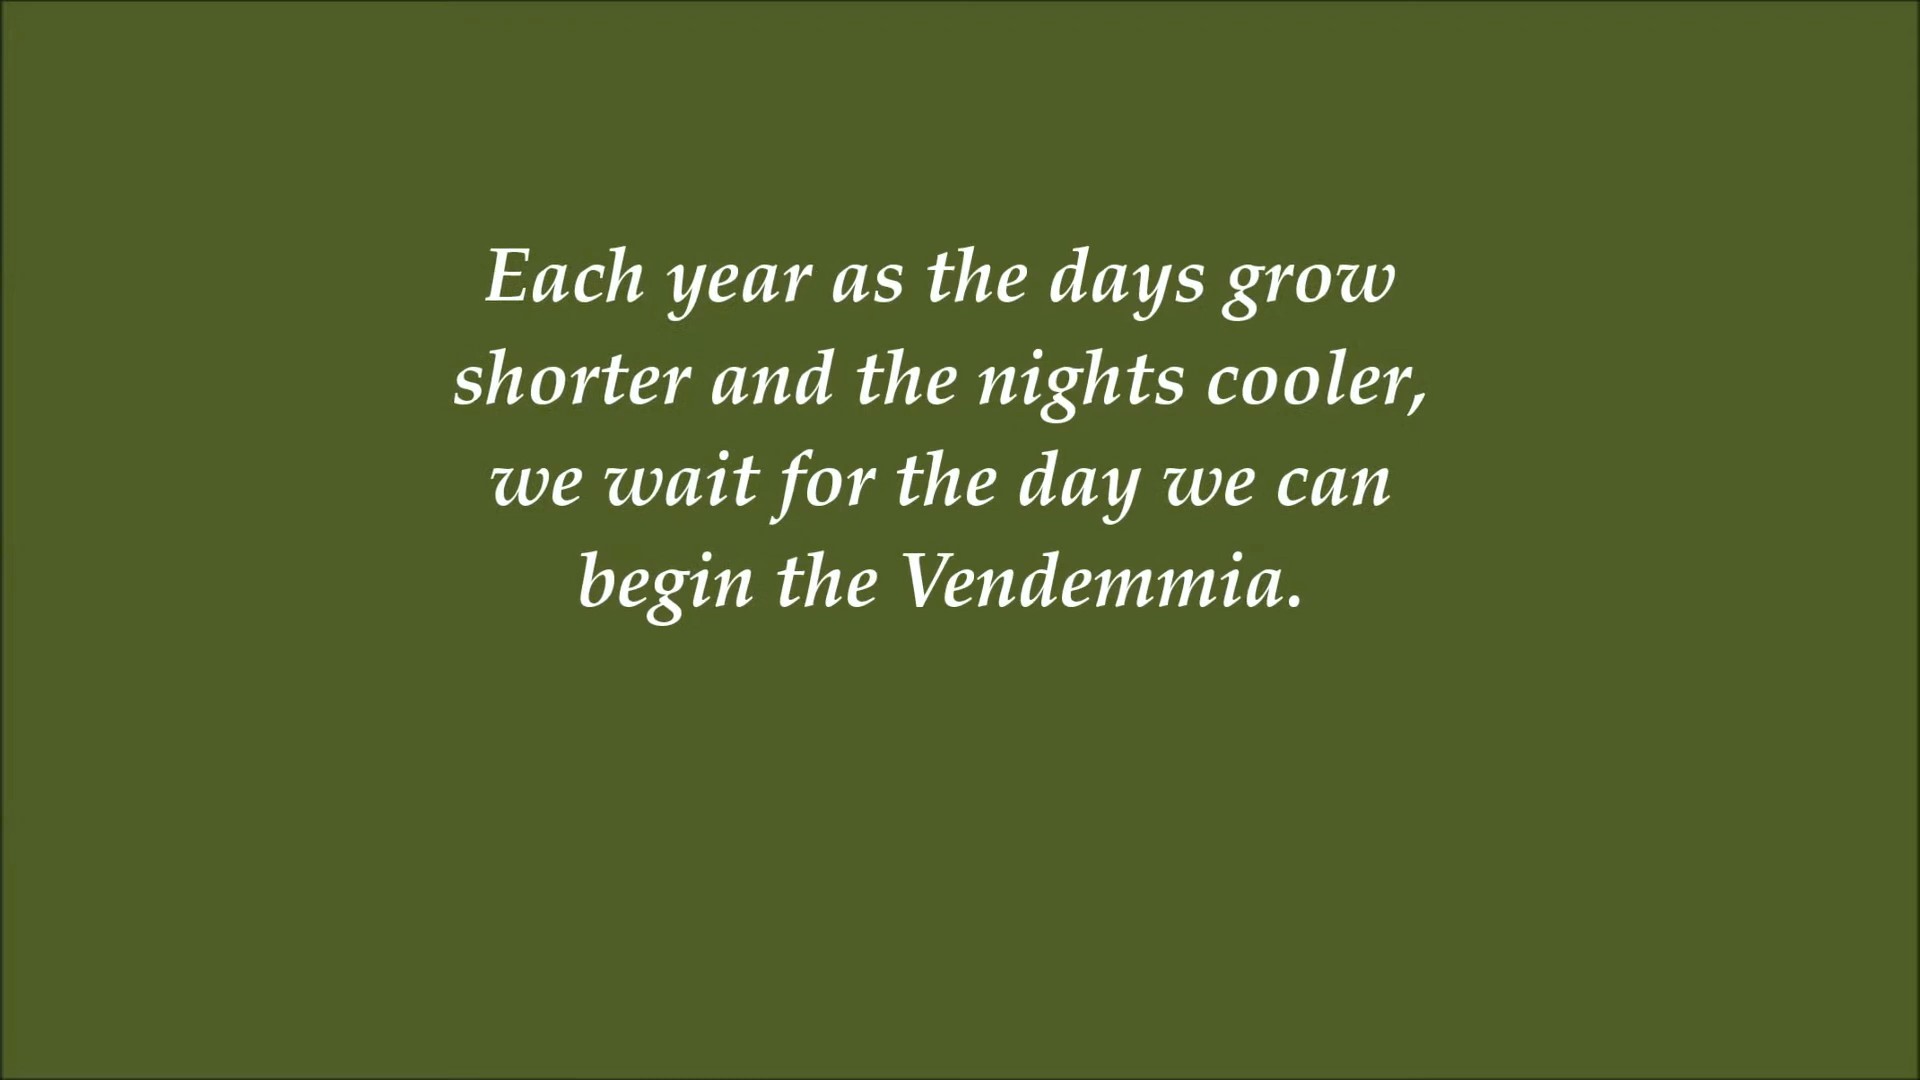 Each year as the days grow
shorter and the nights cooler,
we wait for the day we can
begin the Vendemmia.